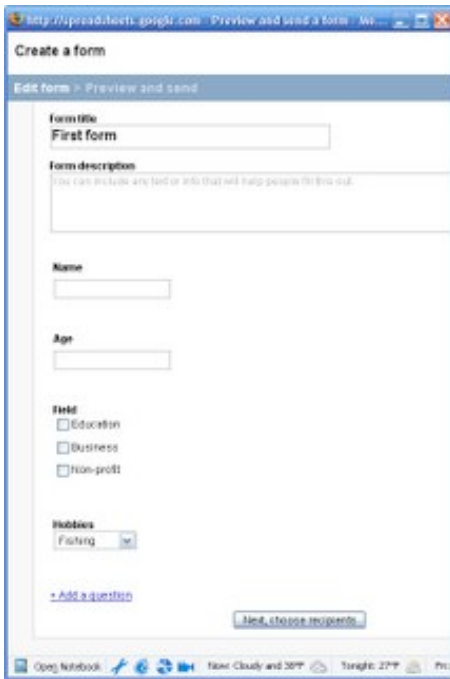 http://spreadsheets.google.com - Preview and send a form - Mo...
Create a form
Edit form > Preview and send
Form title
First form
Form description
You can include any text or info that will help people fill this out.
Name
Age
Field
Education
Business
Non-profit
Hobbies
Fishing
+ Add a question
Next, choose recipients
Open Notebook Now: Cloudy and 38°F Tonight: 27°F Fri: